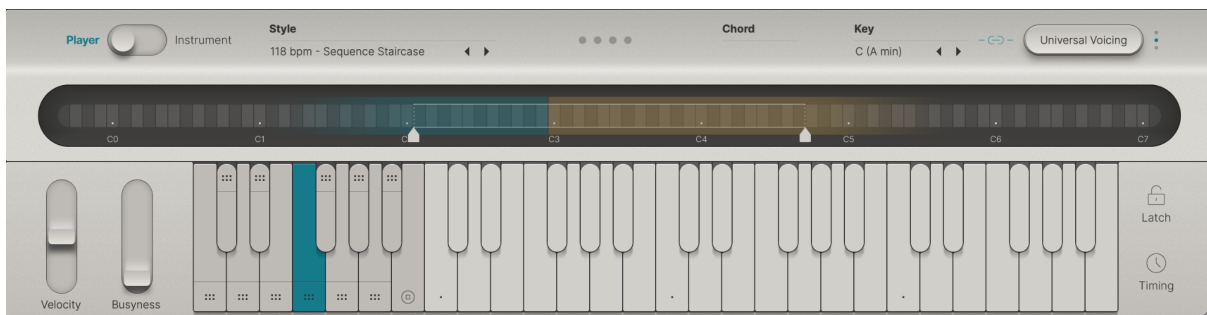 Style
Chord
Key
Player
Instrument
118 bpm - Sequence Staircase
C (A min)
Universal Voicing
C0
C1
C3
C4
C5
C6
C7
Latch
Timing
Velocity
Busyness